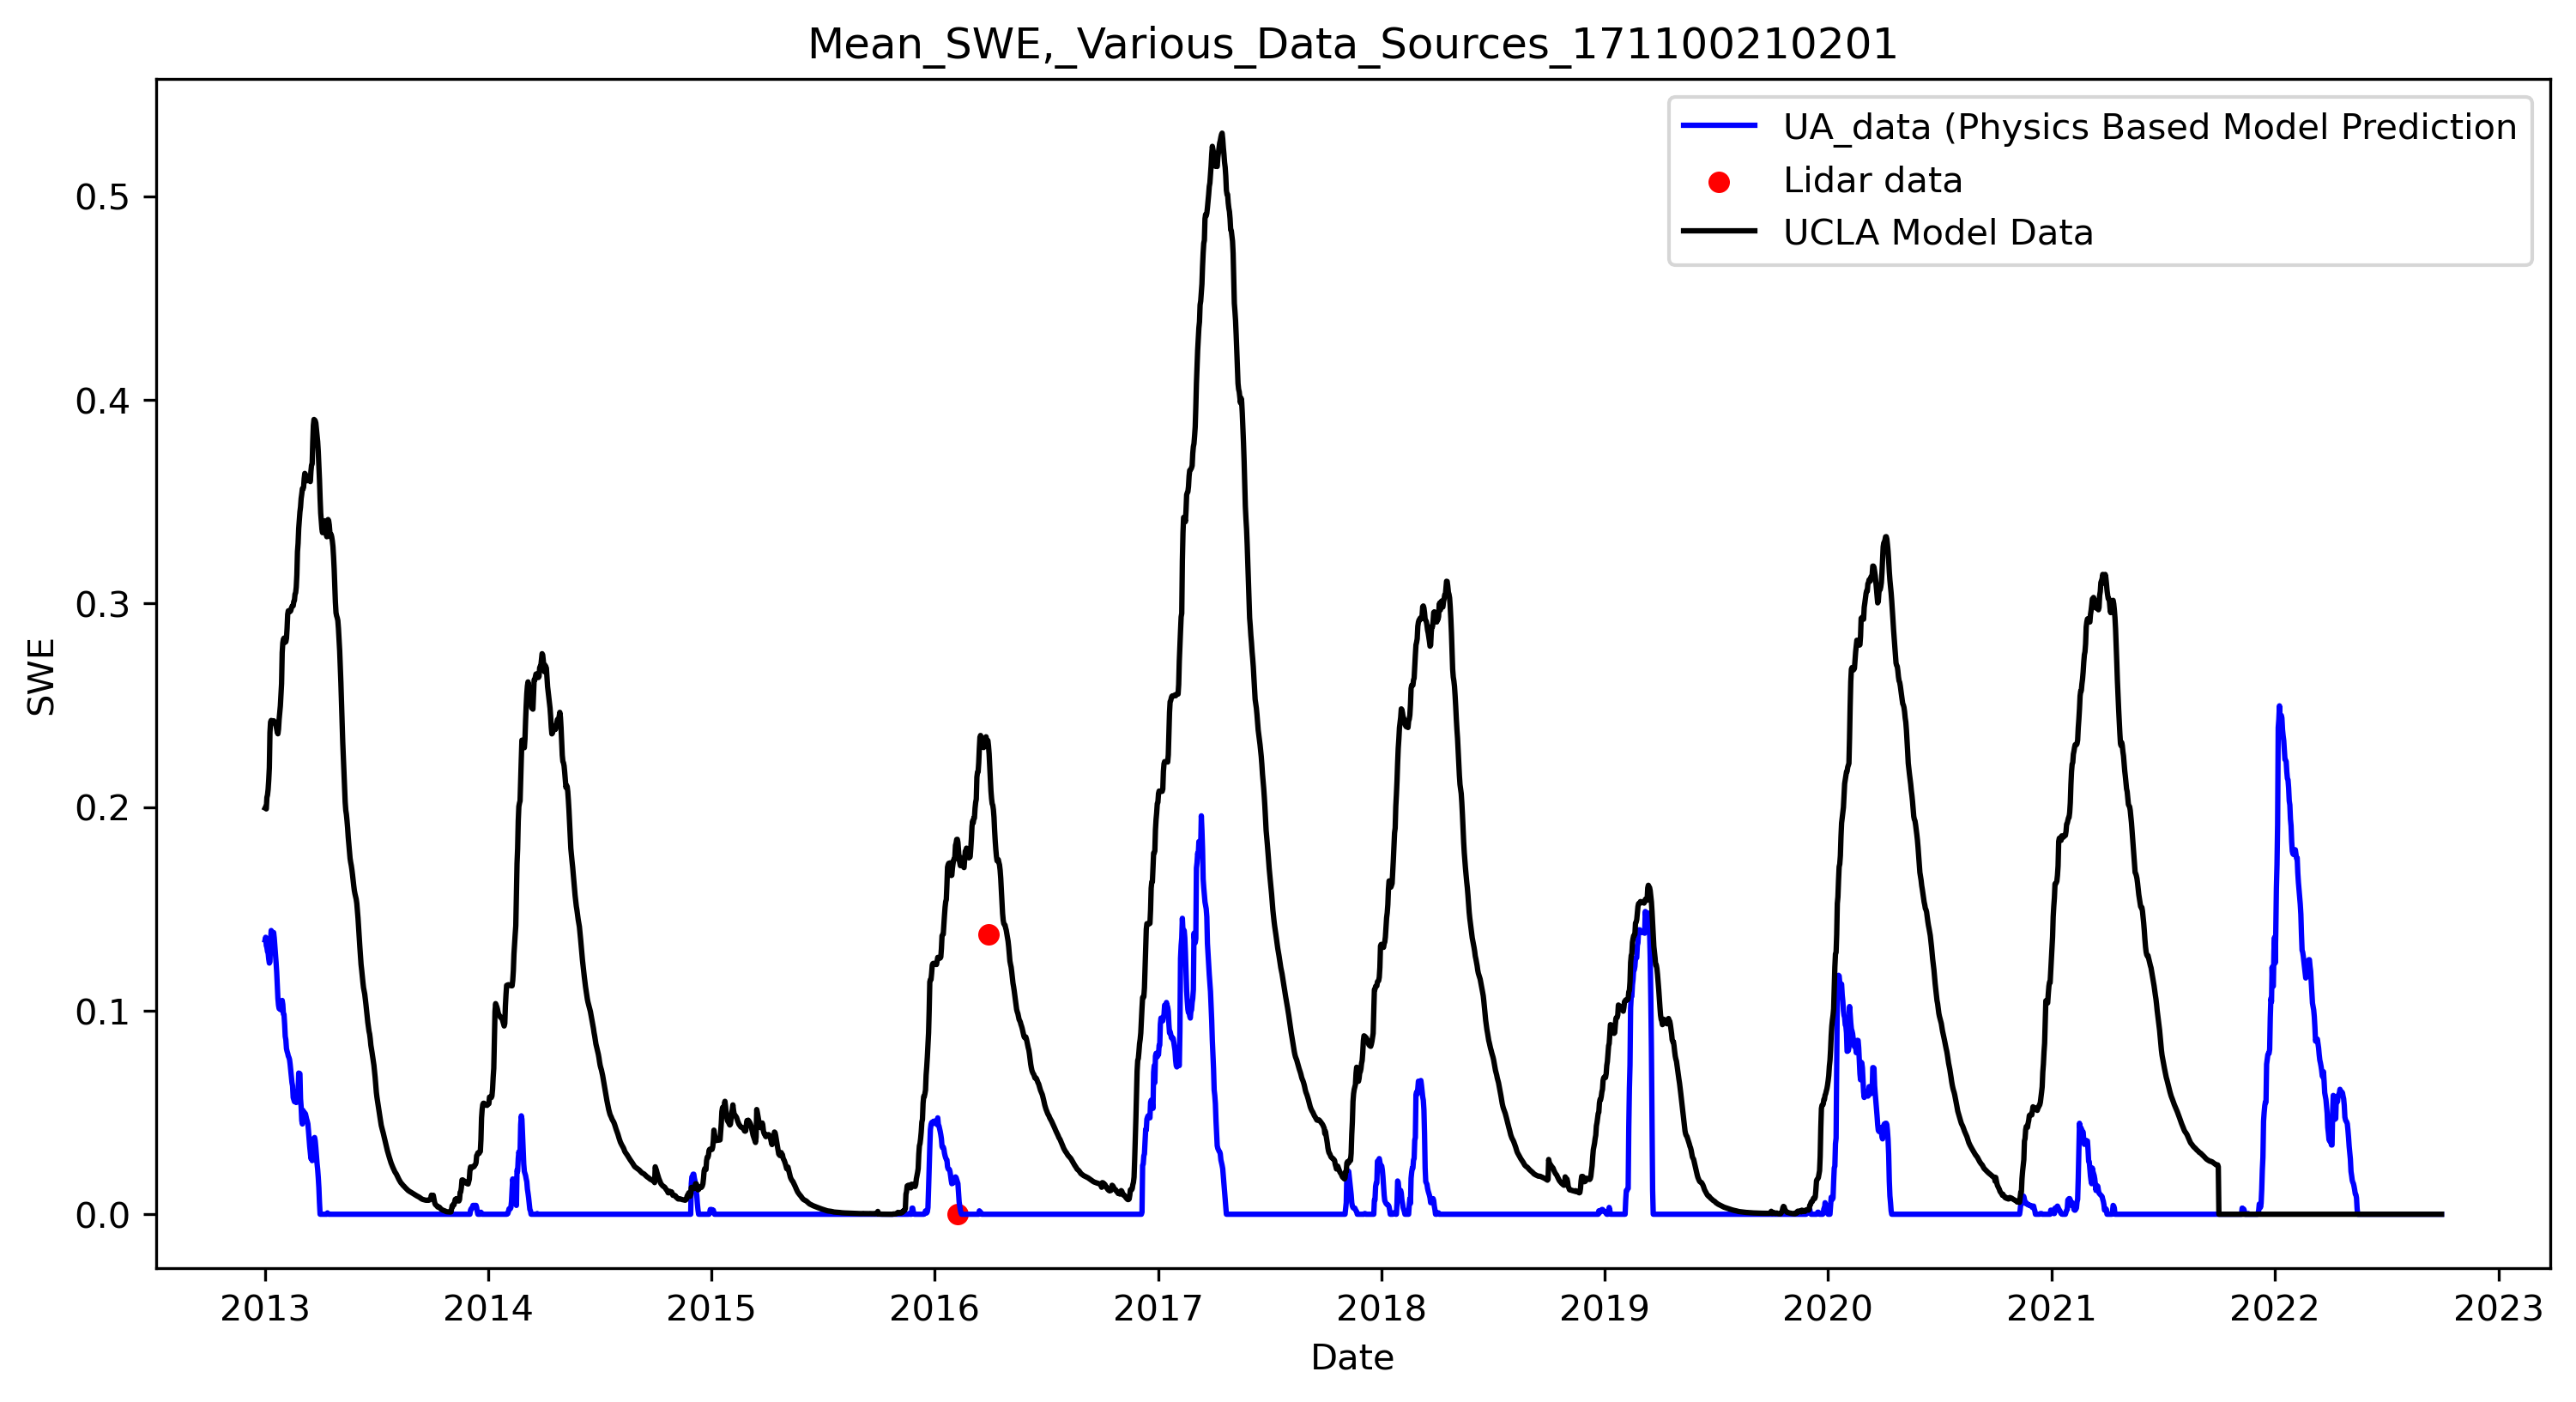 Mean_SWE,_Various_Data_Sources_171100210201
UA_data (Physics Based Model Prediction
Lidar data
UCLA Model Data
SWE
0.5
0.4
0.3
0.2
0.1
0.0
2013 2014 2015 2016 2017 2018 2019 2020 2021 2022 2023
Date